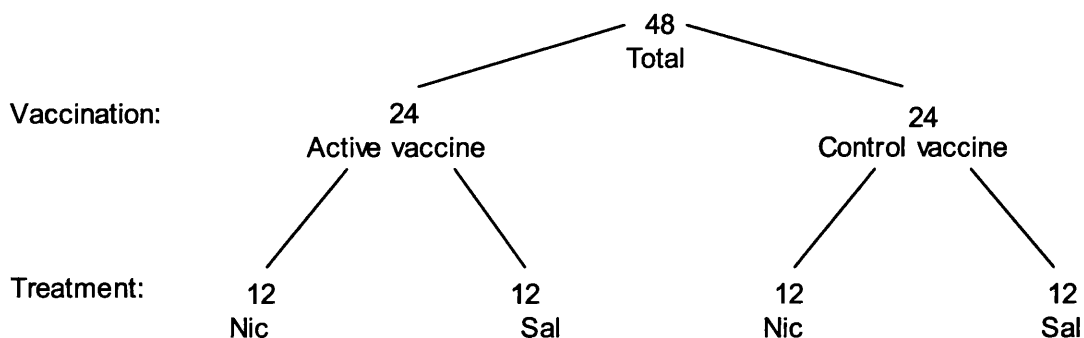 48
Total
Vaccination: 24 24
Active vaccine Control vaccine
Treatment: 12 12 12 12
Nic Sal Nic Sal